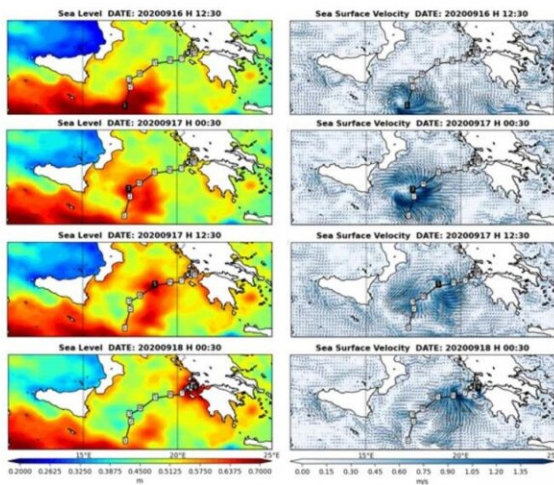 Sea Level DATE: 20200916 H 12:30
Sea Surface Velocity DATE: 20200916 H 12:30
Sea Level DATE: 20200917 H 00:30
Sea Surface Velocity DATE: 20200917 H 00:30
Sea Level DATE: 20200917 H 12:30
Sea Surface Velocity DATE: 20200917 H 12:30
Sea Level DATE: 20200918 H 00:30
Sea Surface Velocity DATE: 20200918 H 00:30
15°E 20°E 25°E
15°E 20°E 25°E
0.2000 0.2625 0.3250 0.3875 0.4500 0.5125 0.5750 0.6375 0.7000
m
0.00 0.15 0.30 0.45 0.60 0.75 0.90 1.05 1.20 1.35
m/s